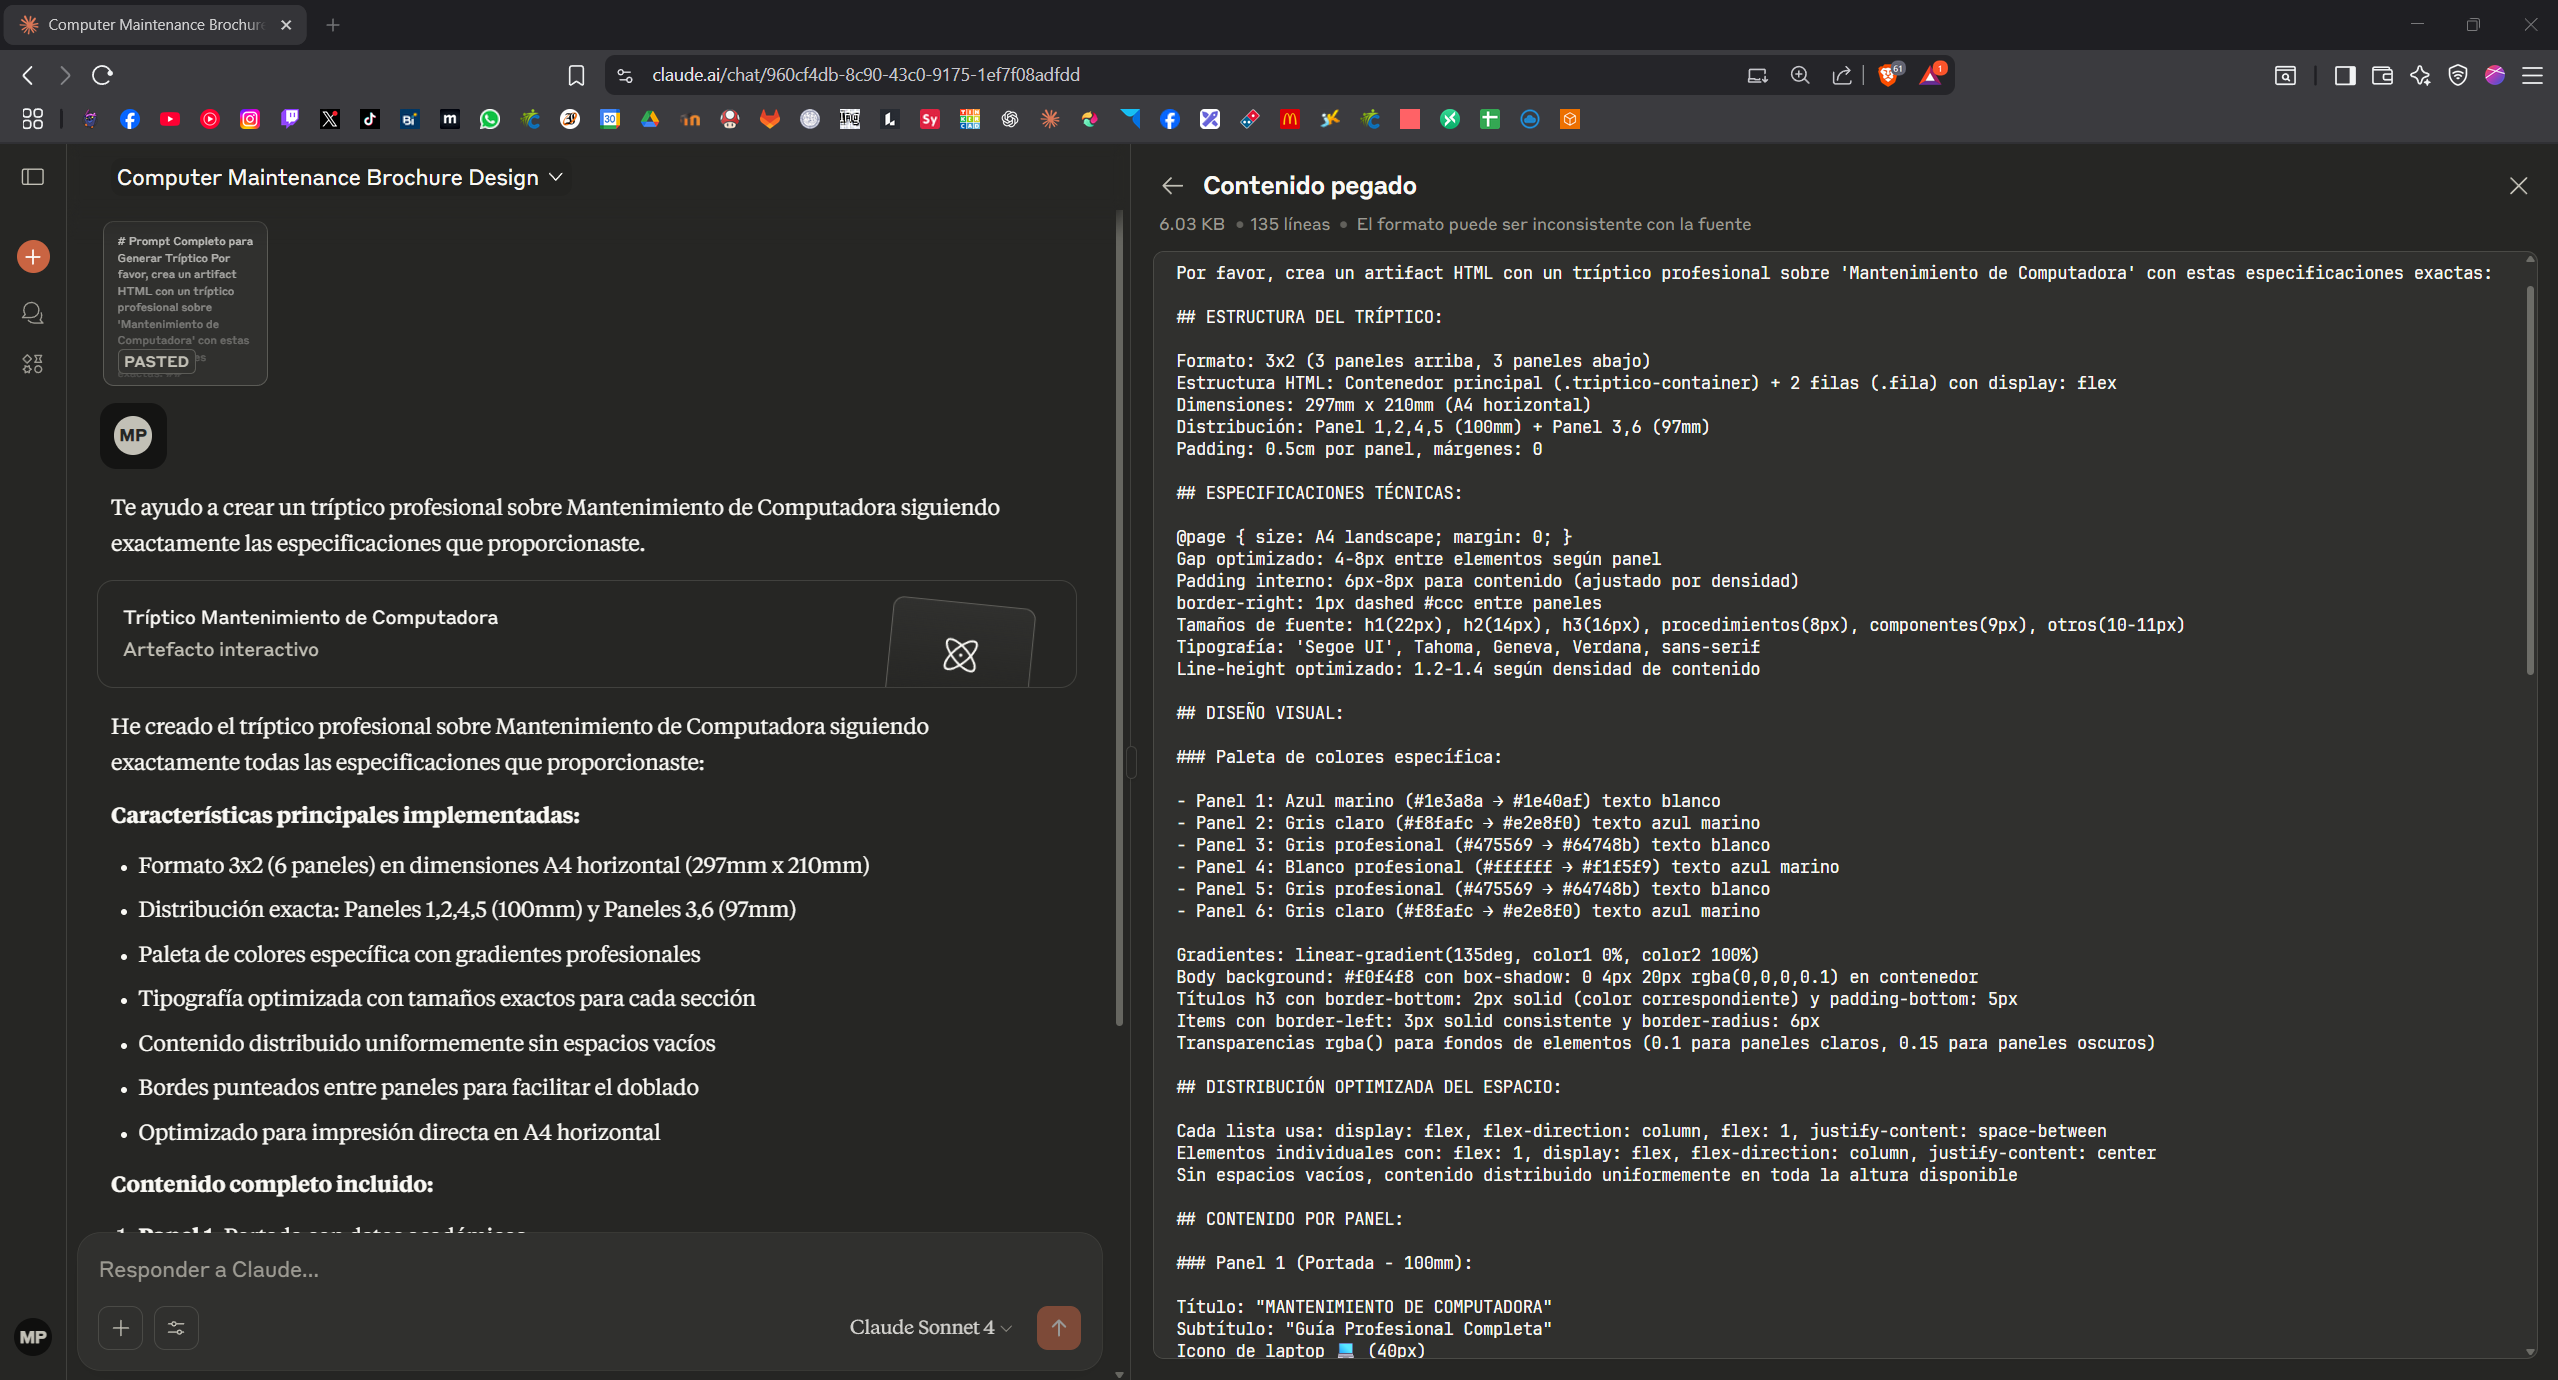 Computer Maintenance Brochur
claude.ai/chat/960cf4db-8c90-43c0-9175-1ef7f08adfdd
61
1
Computer Maintenance Brochure Design
# Prompt Completo para
Generar Tríptico Por
favor, crea un artifact
HTML con un tríptico
profesional sobre
'Mantenimiento de
Computadora' con estas
PASTED
MP
Te ayudo a crear un tríptico profesional sobre Mantenimiento de Computadora siguiendo
exactamente las especificaciones que proporcionaste.
Tríptico Mantenimiento de Computadora
Artefacto interactivo
He creado el tríptico profesional sobre Mantenimiento de Computadora siguiendo
exactamente todas las especificaciones que proporcionaste:
Características principales implementadas:
• Formato 3x2 (6 paneles) en dimensiones A4 horizontal (297mm x 210mm)
• Distribución exacta: Paneles 1,2,4,5 (100mm) y Paneles 3,6 (97mm)
• Paleta de colores específica con gradientes profesionales
• Tipografía optimizada con tamaños exactos para cada sección
• Contenido distribuido uniformemente sin espacios vacíos
• Bordes punteados entre paneles para facilitar el doblado
• Optimizado para impresión directa en A4 horizontal
Contenido completo incluido:
1. Panel 1: Portada con datos académicos
Responder a Claude...
Claude Sonnet 4
MP
Contenido pegado
6.03 KB • 135 líneas • El formato puede ser inconsistente con la fuente
Por favor, crea un artifact HTML con un tríptico profesional sobre 'Mantenimiento de Computadora' con estas especificaciones exactas:
## ESTRUCTURA DEL TRÍPTICO:
Formato: 3x2 (3 paneles arriba, 3 paneles abajo)
Estructura HTML: Contenedor principal (.triptico-container) + 2 filas (.fila) con display: flex
Dimensiones: 297mm x 210mm (A4 horizontal)
Distribución: Panel 1,2,4,5 (100mm) + Panel 3,6 (97mm)
Padding: 0.5cm por panel, márgenes: 0
## ESPECIFICACIONES TÉCNICAS:
@page { size: A4 landscape; margin: 0; }
Gap optimizado: 4-8px entre elementos según panel
Padding interno: 6px-8px para contenido (ajustado por densidad)
border-right: 1px dashed #ccc entre paneles
Tamaños de fuente: h1(22px), h2(14px), h3(16px), procedimientos(8px), componentes(9px), otros(10-11px)
Tipografía: 'Segoe UI', Tahoma, Geneva, Verdana, sans-serif
Line-height optimizado: 1.2-1.4 según densidad de contenido
## DISEÑO VISUAL:
### Paleta de colores específica:
- Panel 1: Azul marino (#1e3a8a → #1e40af) texto blanco
- Panel 2: Gris claro (#f8fafc → #e2e8f0) texto azul marino
- Panel 3: Gris profesional (#475569 → #64748b) texto blanco
- Panel 4: Blanco profesional (#ffffff → #f1f5f9) texto azul marino
- Panel 5: Gris profesional (#475569 → #64748b) texto blanco
- Panel 6: Gris claro (#f8fafc → #e2e8f0) texto azul marino
Gradientes: linear-gradient(135deg, color1 0%, color2 100%)
Body background: #f0f4f8 con box-shadow: 0 4px 20px rgba(0,0,0,0.1) en contenedor
Títulos h3 con border-bottom: 2px solid (color correspondiente) y padding-bottom: 5px
Items con border-left: 3px solid consistente y border-radius: 6px
Transparencias rgba() para fondos de elementos (0.1 para paneles claros, 0.15 para paneles oscuros)
## DISTRIBUCIÓN OPTIMIZADA DEL ESPACIO:
Cada lista usa: display: flex, flex-direction: column, flex: 1, justify-content: space-between
Elementos individuales con: flex: 1, display: flex, flex-direction: column, justify-content: center
Sin espacios vacíos, contenido distribuido uniformemente en toda la altura disponible
## CONTENIDO POR PANEL:
### Panel 1 (Portada - 100mm):
Título: "MANTENIMIENTO DE COMPUTADORA"
Subtítulo: "Guía Profesional Completa"
Icono de laptop 💻 (40px)